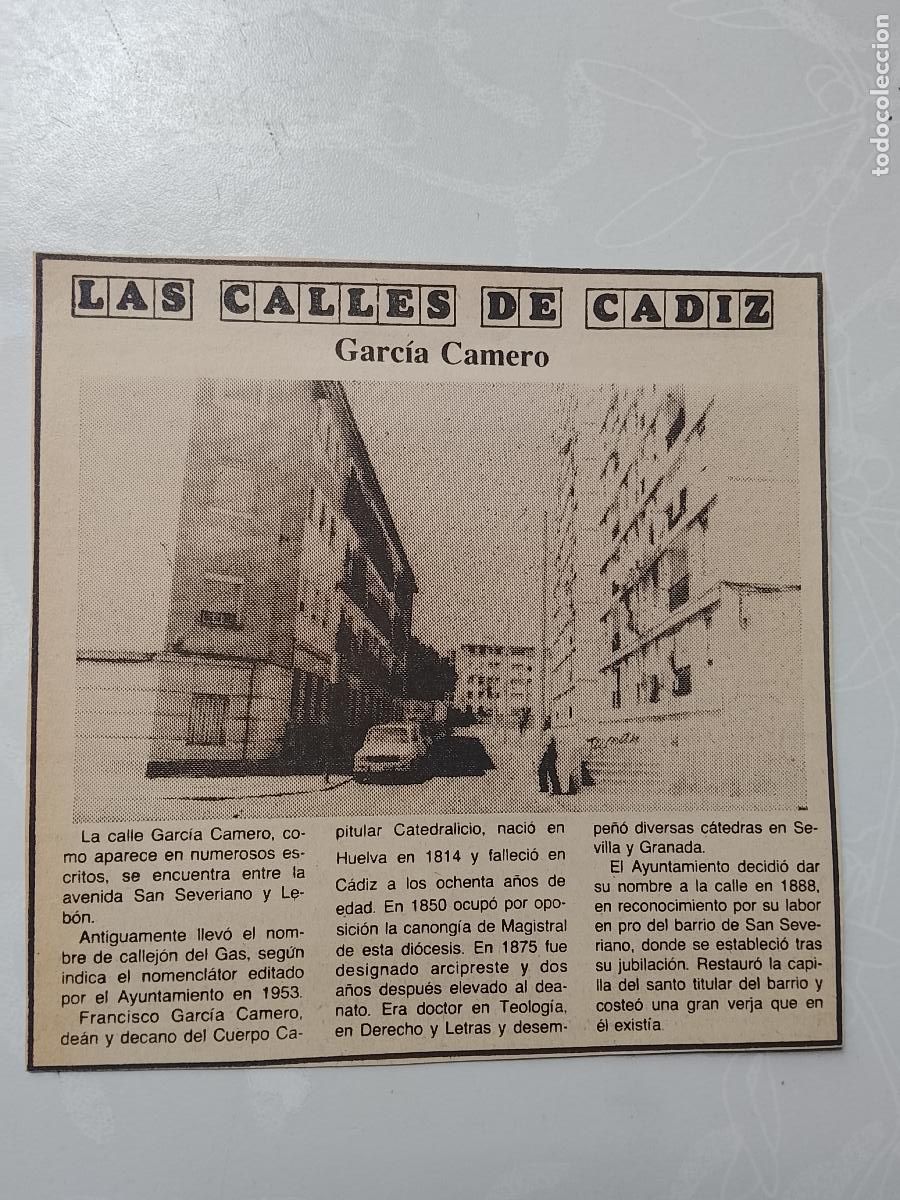 todocoleccion
LAS CALLES DE CADIZ
García Camero
La calle García Camero, co-
mo aparece en numerosos es-
critos, se encuentra entre la
avenida San Severiano y Le-
bón.
Antiguamente llevó el nom-
bre de callejón del Gas, según
indica el nomenclátor editado
por el Ayuntamiento en 1953.
Francisco García Camero,
deán y decano del Cuerpo Ca-
pitular Catedralicio, nació en
Huelva en 1814 y falleció en
Cádiz a los ochenta años de
edad. En 1850 ocupó por opo-
sición la canongía de Magistral
de esta diócesis. En 1875 fue
designado arcipreste y dos
años después elevado al dea-
nato. Era doctor en Teología,
en Derecho y Letras y desem-
peñó diversas cátedras en Se-
villa y Granada.
El Ayuntamiento decidió dar
su nombre a la calle en 1888,
en reconocimiento por su labor
en pro del barrio de San Seve-
riano, donde se estableció tras
su jubilación. Restauró la capi-
lla del santo titular del barrio y
costeó una gran verja que en
él existía.